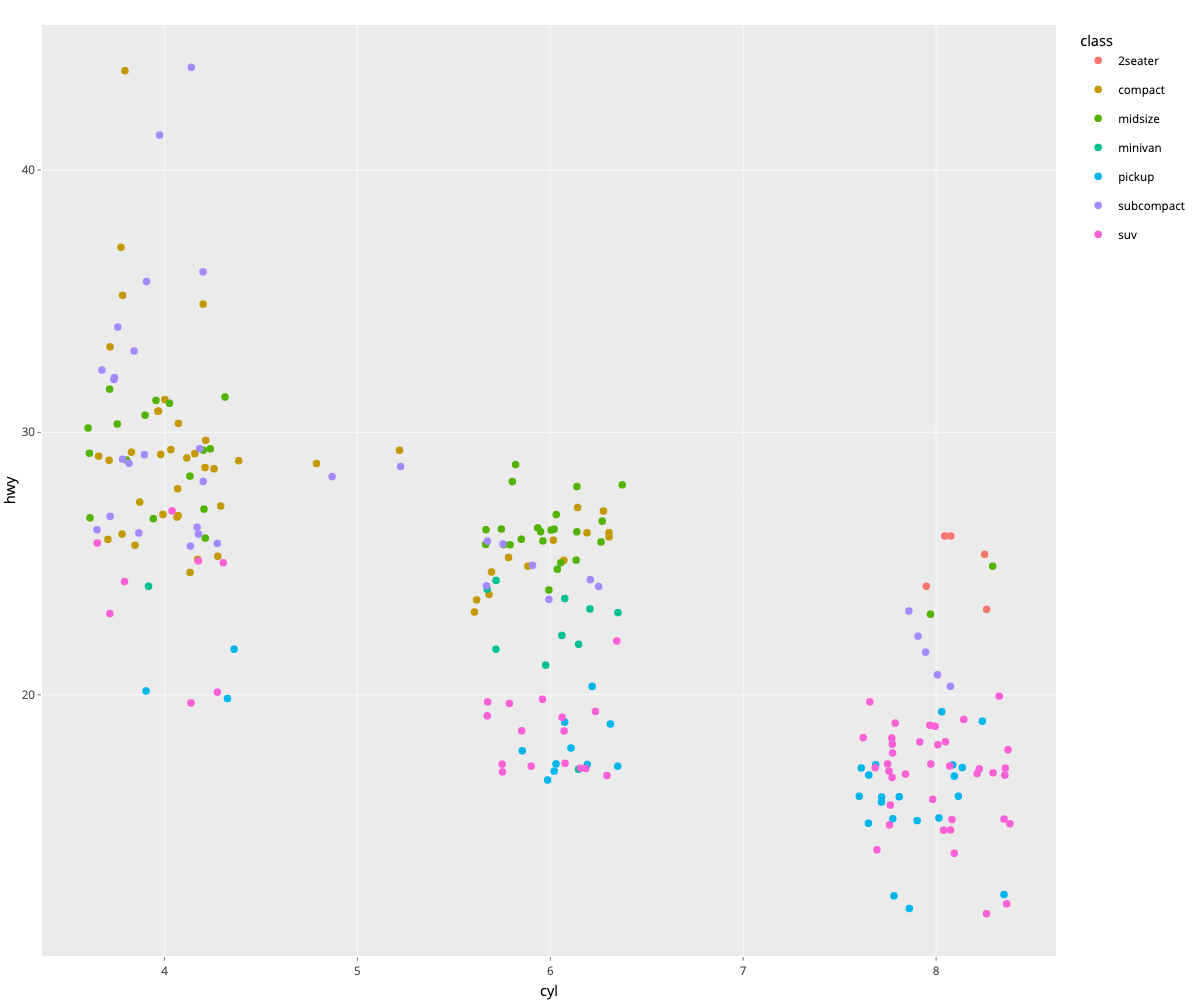 class
2seater
compact
midsize
minivan
pickup
subcompact
suv
40
30
20
hwy
4 5 6 7 8
cyl